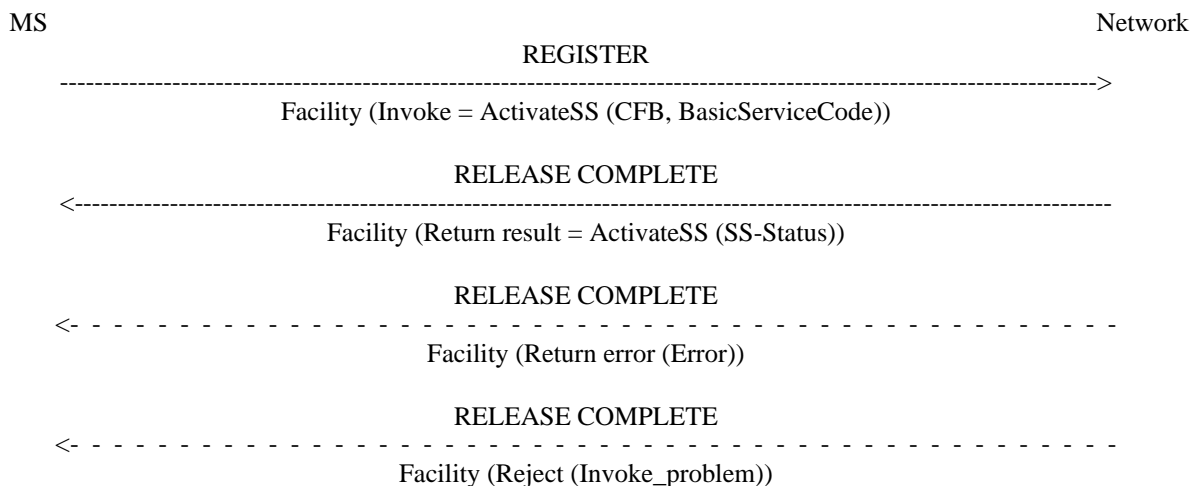 MS Network
REGISTER
------------------------------------------------------------------------------------------------------------------------>
Facility (Invoke = ActivateSS (CFB, BasicServiceCode))
RELEASE COMPLETE
<------------------------------------------------------------------------------------------------------------------------
Facility (Return result = ActivateSS (SS-Status))
RELEASE COMPLETE
<- - - - - - - - - - - - - - - - - - - - - - - - - - - - - - - - - - - - - - - - - - - - - - - -
Facility (Return error (Error))
RELEASE COMPLETE
<- - - - - - - - - - - - - - - - - - - - - - - - - - - - - - - - - - - - - - - - - - - - - - - -
Facility (Reject (Invoke_problem))